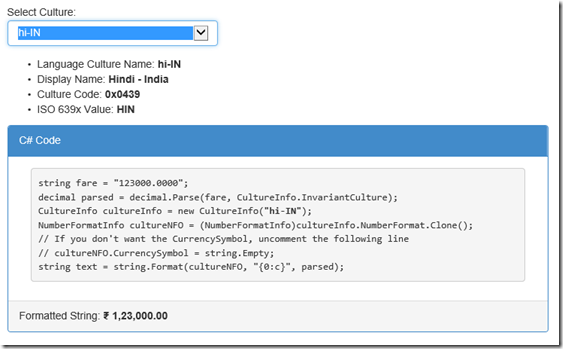 Select Culture:
hi-IN
• Language Culture Name: hi-IN
• Display Name: Hindi - India
• Culture Code: 0x0439
• ISO 639x Value: HIN
C# Code
string fare = "123000.0000";
decimal parsed = decimal.Parse(fare, CultureInfo.InvariantCulture);
CultureInfo cultureInfo = new CultureInfo("hi-IN");
NumberFormatInfo cultureNFO = (NumberFormatInfo)cultureInfo.NumberFormat.Clone();
// If you don't want the CurrencySymbol, uncomment the following line
// cultureNFO.CurrencySymbol = string.Empty;
string text = string.Format(cultureNFO, "{0:c}", parsed);
Formatted String: ₹ 1,23,000.00